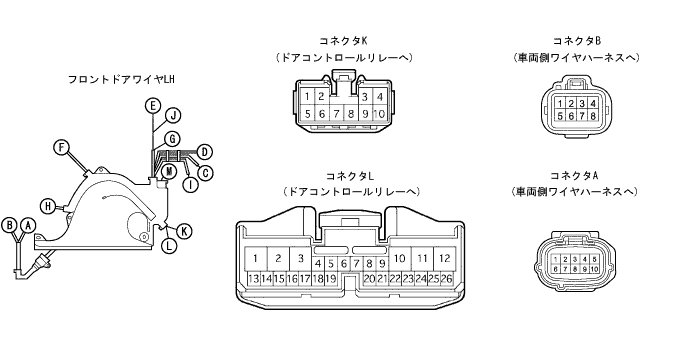 フロントドアワイヤLH
E
J
G
F
D
M
C
I
H
B
A
K
L
コネクタK
(ドアコントロールリレーへ)
1 2 3 4
5 6 7 8 9 10
コネクタB
(車両側ワイヤハーネスへ)
1 2 3 4
5 6 7 8
コネクタL
(ドアコントロールリレーへ)
1 2 3 4 5 6 7 8 9 10 11 12
13 14 15 16 17 18 19 20 21 22 23 24 25 26
コネクタA
(車両側ワイヤハーネスへ)
1 2 3 4 5
6 7 8 9 10